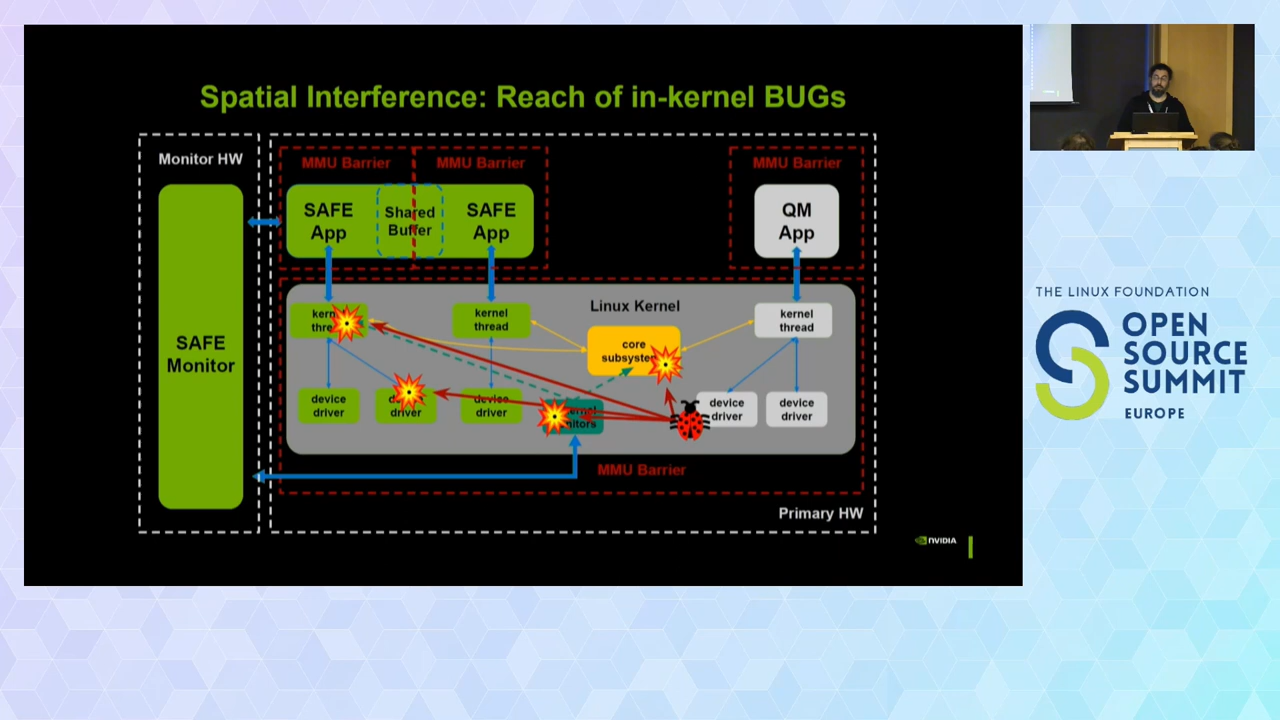 Spatial Interference: Reach of in-kernel BUGs
Monitor HW
MMU Barrier
MMU Barrier
MMU Barrier
SAFE
App
Shared
Buffer
SAFE
App
QM
App
SAFE
Monitor
Linux Kernel
kernel
thread
kernel
thread
core
subsystem
device
driver
driver
device
driver
device
driver
device
driver
MMU Barrier
Primary HW
NVIDIA
THE LINUX FOUNDATION
OPEN
SOURCE
SUMMIT
EUROPE